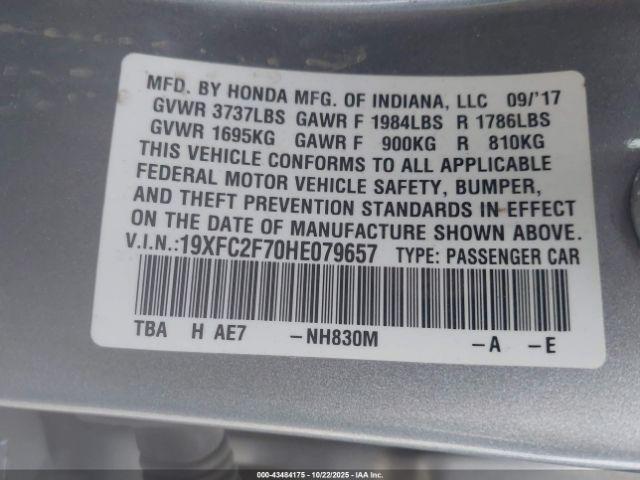 MFD. BY HONDA MFG. OF INDIANA, LLC 09/'17
GVWR 3737LBS GAWR F 1984LBS R 1786LBS
GVWR 1695KG GAWR F 900KG R 810KG
THIS VEHICLE CONFORMS TO ALL APPLICABLE
FEDERAL MOTOR VEHICLE SAFETY, BUMPER,
AND THEFT PREVENTION STANDARDS IN EFFECT
ON THE DATE OF MANUFACTURE SHOWN ABOVE.
V.I.N.:19XFC2F70HE079657 TYPE: PASSENGER CAR
TBA H AE7 –NH830M –A –E
000-43484175 - 10/22/2025 - IAAI, Inc.